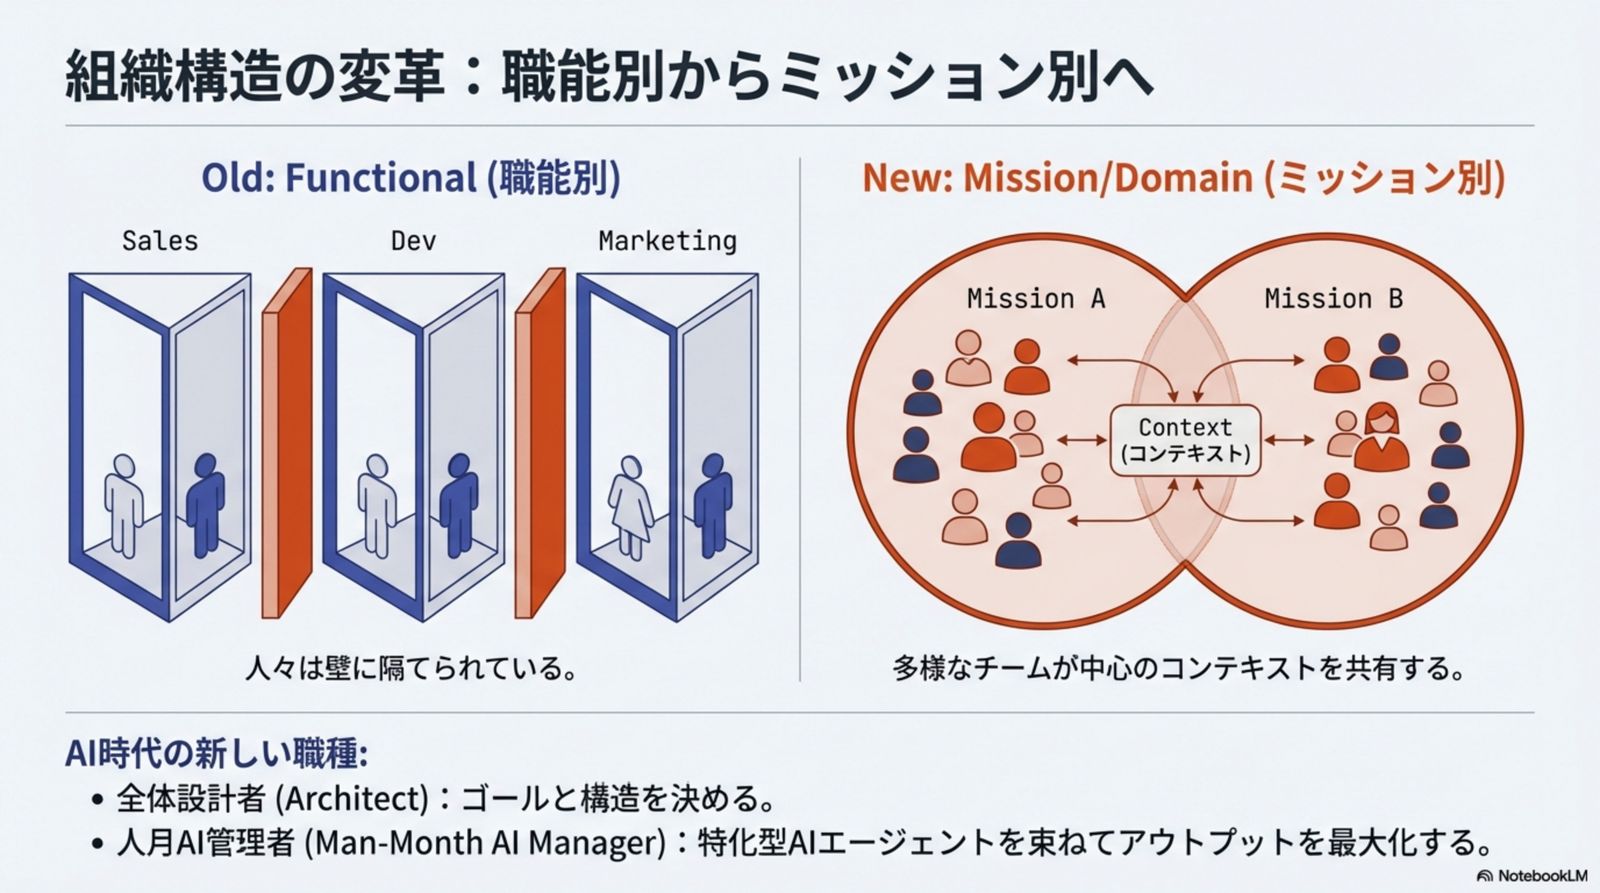 組織構造の変革：職能別からミッション別へ
Old: Functional (職能別)
Sales
Dev
Marketing
人々は壁に隔てられている。
New: Mission/Domain (ミッション別)
Mission A
Mission B
Context
(コンテキスト)
多様なチームが中心のコンテキストを共有する。
AI時代の新しい職種:
• 全体設計者 (Architect)：ゴールと構造を決める。
• 人月AI管理者 (Man-Month AI Manager)：特化型AIエージェントを束ねてアウトプットを最大化する。
NotebookLM